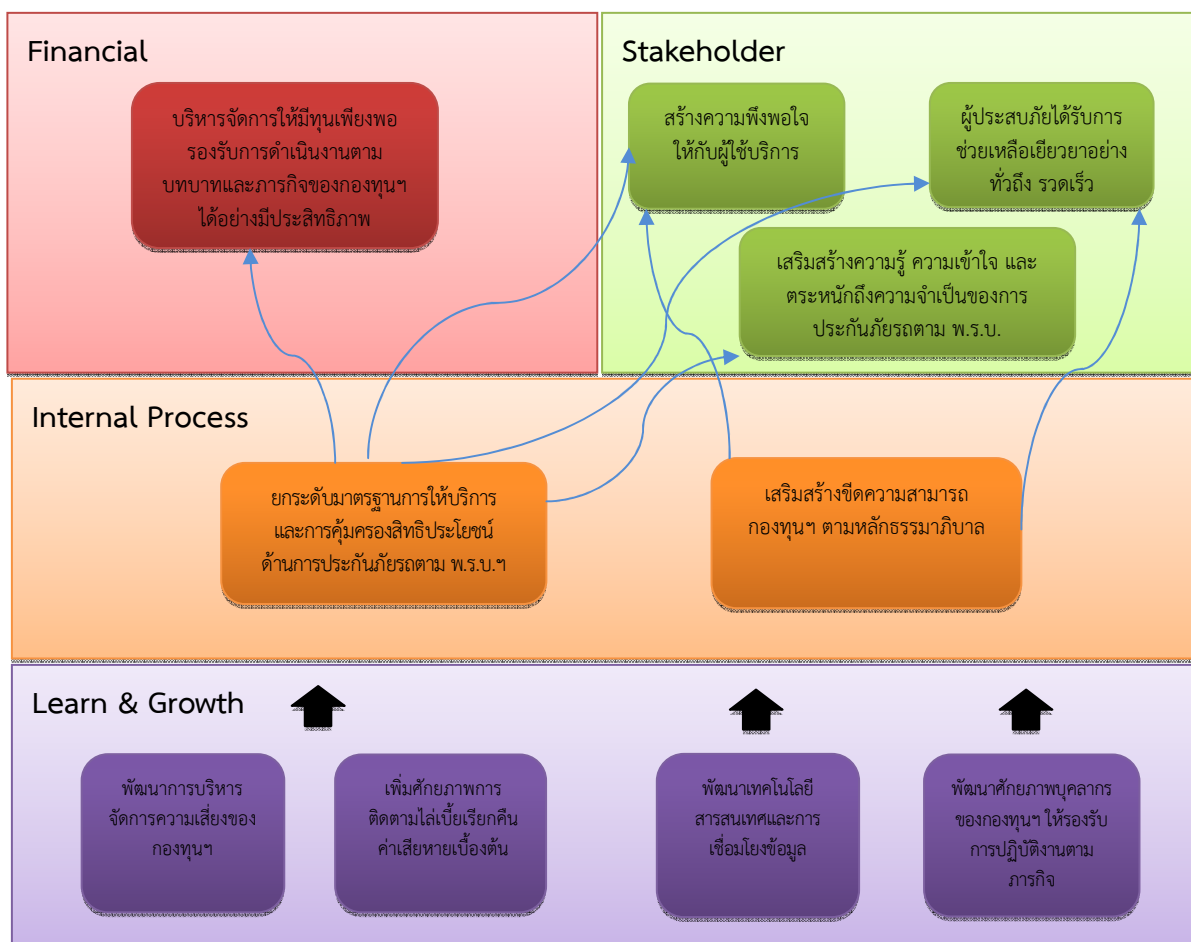 Financial
บริหารจัดการให้มีทุนเพียงพอ
รองรับการดำเนินงานตาม
บทบาทและภารกิจของกองทุนฯ
ได้อย่างมีประสิทธิภาพ
Stakeholder
สร้างความพึงพอใจ
ให้กับผู้ใช้บริการ
ผู้ประสบภัยได้รับการ
ช่วยเหลือเยียวยาอย่าง
ทั่วถึง รวดเร็ว
เสริมสร้างความรู้ ความเข้าใจ และ
ตระหนักถึงความจำเป็นของการ
ประกันภัยรถตาม พ.ร.บ.
Internal Process
ยกระดับมาตรฐานการให้บริการ
และการคุ้มครองสิทธิประโยชน์
ด้านการประกันภัยรถตาม พ.ร.บ.ฯ
เสริมสร้างขีดความสามารถ
กองทุนฯ ตามหลักธรรมาภิบาล
Learn & Growth
พัฒนาการบริหาร
จัดการความเสี่ยงของ
กองทุนฯ
เพิ่มศักยภาพการ
ติดตามไล่เบี้ยเรียกคืน
ค่าเสียหายเบื้องต้น
พัฒนาเทคโนโลยี
สารสนเทศและการ
เชื่อมโยงข้อมูล
พัฒนาศักยภาพบุคลากร
ของกองทุนฯ ให้รองรับ
การปฏิบัติงานตาม
ภารกิจ